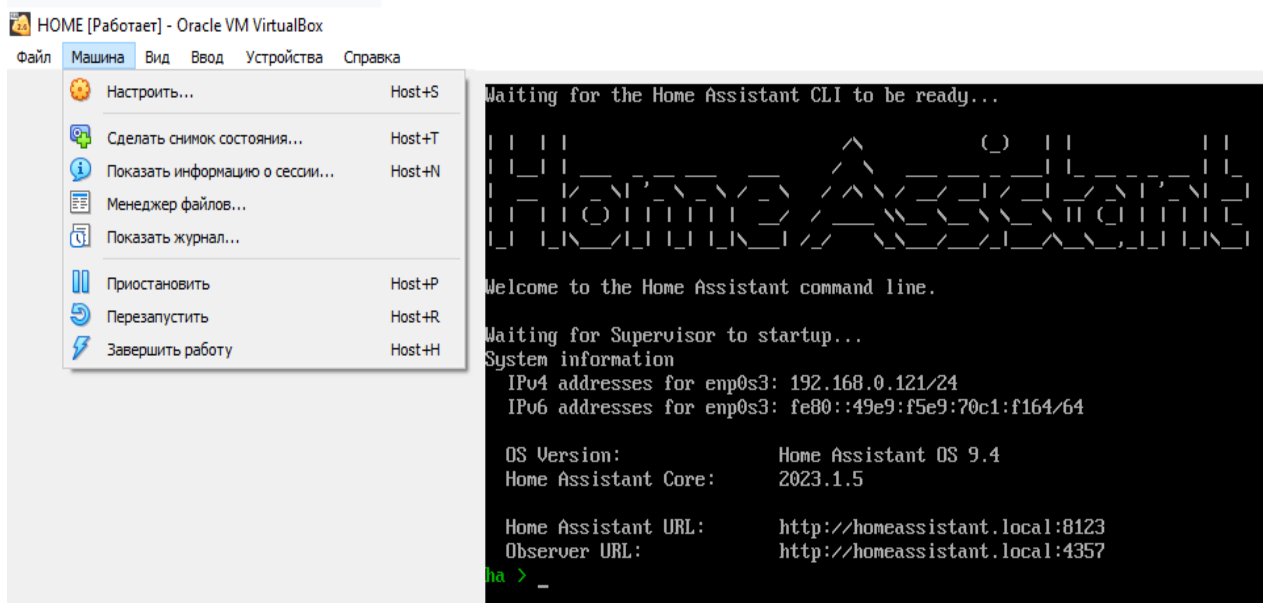 HOME [Работает] - Oracle VM VirtualBox
Файл Машина Вид Ввод Устройства Справка
Настроить... Host+S
Сделать снимок состояния... Host+T
Показать информацию о сессии... Host+N
Менеджер файлов...
Показать журнал...
Приостановить Host+P
Перезапустить Host+R
Завершить работу Host+H
Waiting for the Home Assistant CLI to be ready...
Home Assistant
Welcome to the Home Assistant command line.
Waiting for Supervisor to startup...
System information
IPv4 addresses for enp0s3: 192.168.0.121/24
IPv6 addresses for enp0s3: fe80::49e9:f5e9:70c1:f164/64
OS Version: Home Assistant OS 9.4
Home Assistant Core: 2023.1.5
Home Assistant URL: http://homeassistant.local:8123
Observer URL: http://homeassistant.local:4357
ha > _